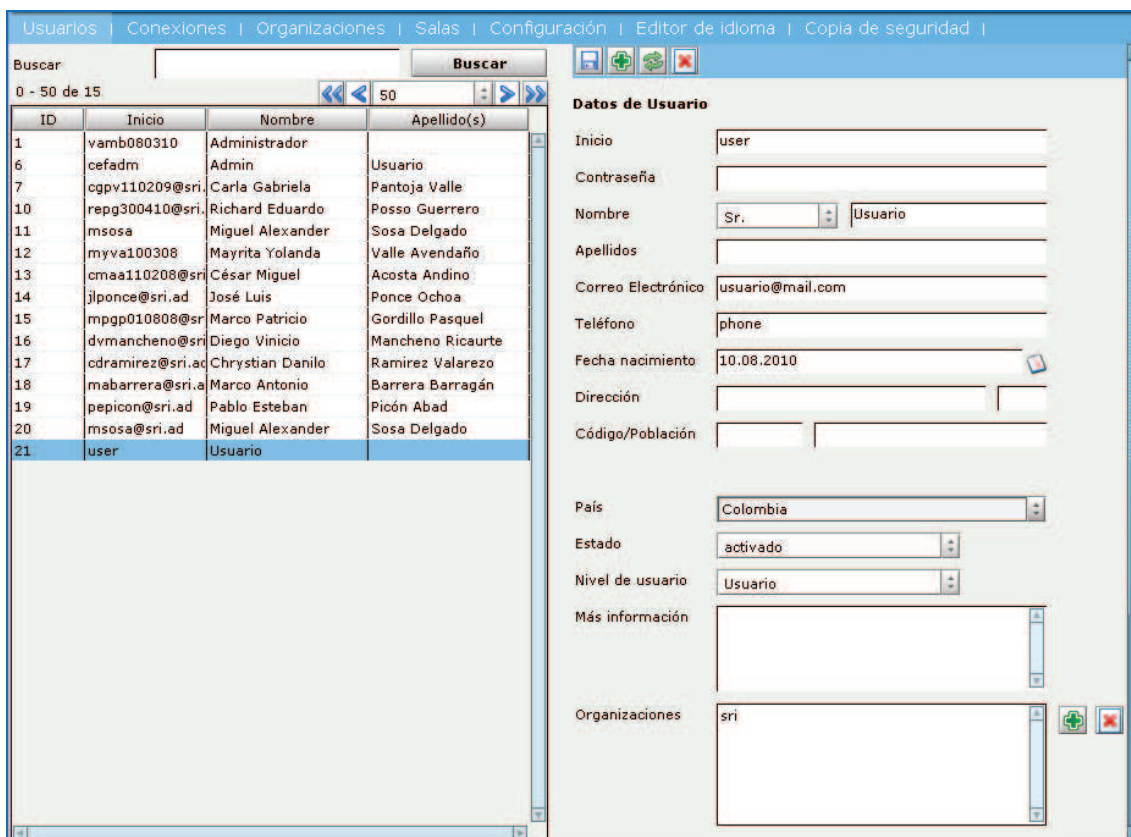 Usuarios | Conexiones | Organizaciones | Salas | Configuración | Editor de idioma | Copia de seguridad |
Buscar Buscar
0 - 50 de 15 50
ID Inicio Nombre Apellido(s)
1 vamb080310 Administrador
6 cefadm Admin Usuario
7 cgpv110209@sri. Carla Gabriela Pantoja Valle
10 repg300410@sri. Richard Eduardo Posso Guerrero
11 msosa Miguel Alexander Sosa Delgado
12 myva100308 Mayrita Yolanda Valle Avendaño
13 cmaa110208@sri César Miguel Acosta Andino
14 jlponce@sri.ad José Luis Ponce Ochoa
15 mpgp010808@sr Marco Patricio Gordillo Pasquel
16 dvmancheno@sri Diego Vinicio Mancheno Ricaurte
17 cdramirez@sri.ad Chrystian Danilo Ramirez Valarezo
18 mabarrera@sri.a Marco Antonio Barrera Barragán
19 pepicon@sri.ad Pablo Esteban Picón Abad
20 msosa@sri.ad Miguel Alexander Sosa Delgado
21 user Usuario
Datos de Usuario
Inicio user
Contraseña
Nombre Sr. Usuario
Apellidos
Correo Electrónico usuario@mail.com
Teléfono phone
Fecha nacimiento 10.08.2010
Dirección
Código/Población
País Colombia
Estado activado
Nivel de usuario Usuario
Más información
Organizaciones sri